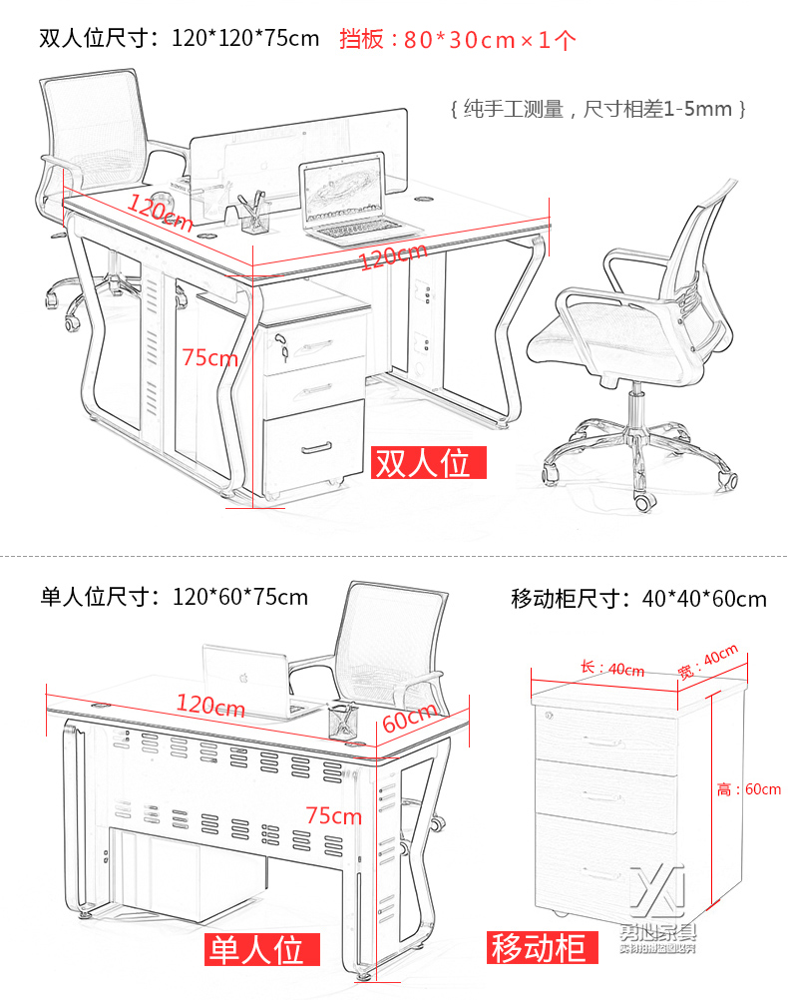 双人位尺寸：120*120*75cm 挡板：80*30cm×1个
{ 纯手工测量，尺寸相差1-5mm }
120cm
120cm
75cm
双人位
单人位尺寸：120*60*75cm
移动柜尺寸：40*40*60cm
长：40cm
宽：40cm
120cm
60cm
高：60cm
75cm
单人位
移动柜